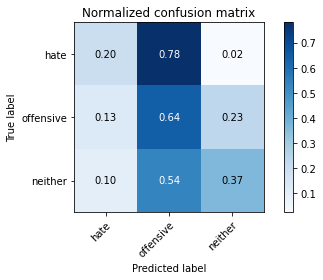 Normalized confusion matrix
True label
hate 0.20 0.78 0.02
offensive 0.13 0.64 0.23
neither 0.10 0.54 0.37
hate offensive neither
Predicted label
0.7
0.6
0.5
0.4
0.3
0.2
0.1